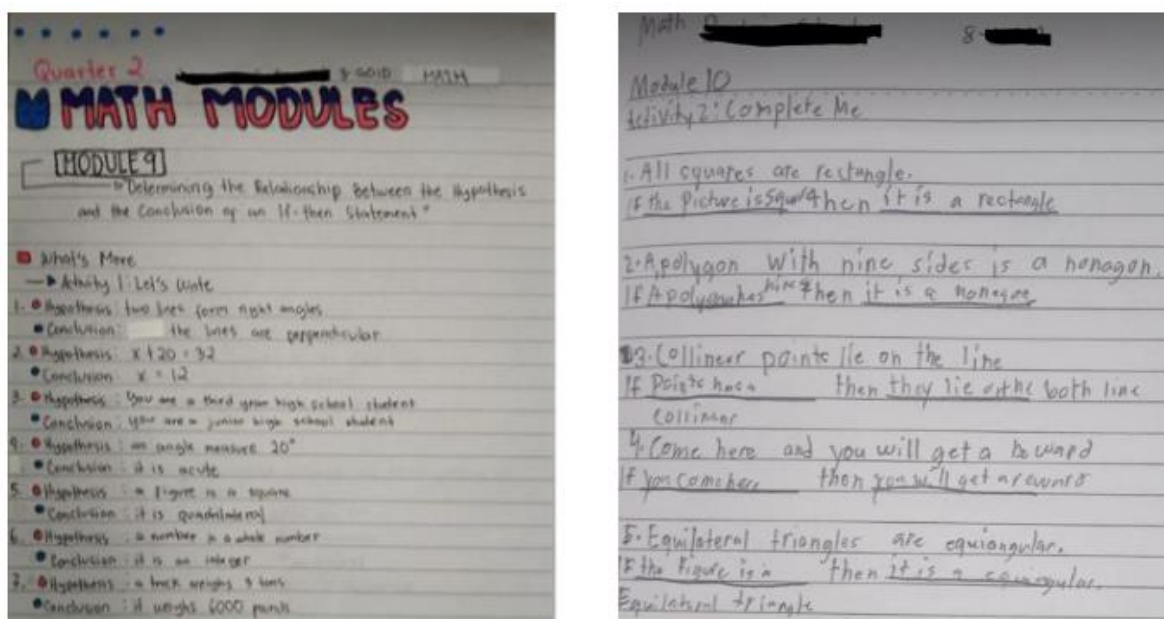 Quarter 2 8-GOLD MATH
MATH MODULES
MODULE 9
"Determining the Relationship Between the Hypothesis
and the Conclusion of an If-then Statement"
What's More
Activity 1: Let's Write
1. Hypothesis: two lines form right angles
Conclusion: the lines are perpendicular
2. Hypothesis: x + 20 = 32
Conclusion: x = 12
3. Hypothesis: You are a third year high school student
Conclusion: you are a junior high school student
4. Hypothesis: an angle measure 20°
Conclusion: it is acute
5. Hypothesis: a figure is a square
Conclusion: it is quadrilateral
6. Hypothesis: a number is a whole number
Conclusion: it is an integer
7. Hypothesis: a truck weighs 3 tons
Conclusion: it weighs 6000 pounds
Math 8-
Module 10
Activity 2: Complete Me
1. All squares are rectangle.
If the Picture is then it is a rectangle
2. A polygon with nine sides is a nonagon.
If A polygon has then it is a
3. Collinear points lie on the line
If Points then they lie both line
collinear
4. Come here and you will get a
If you come here then you will get a reward
5. Equilateral triangles are equiangular.
If the Figure is a then it is a equiangular.
Equilateral triangle